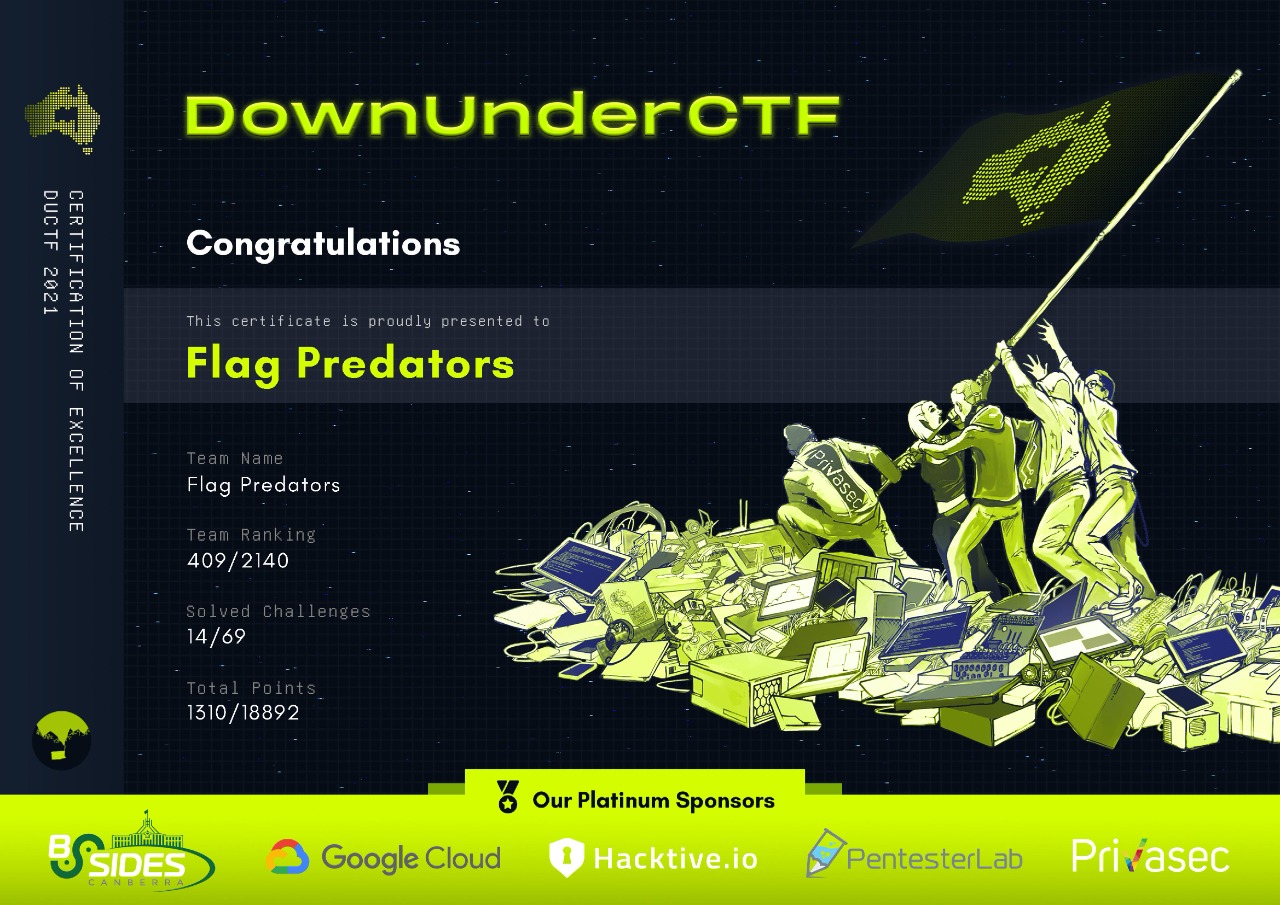 CERTIFICATION OF EXCELLENCE
DUCTF 2021
DownUnderCTF
Congratulations
This certificate is proudly presented to
Flag Predators
Team Name
Flag Predators
Team Ranking
409/2140
Solved Challenges
14/69
Total Points
1310/18892
Privasec
Our Platinum Sponsors
BSIDES
CANBERRA
Google Cloud
Hacktive.io
PentesterLab
Privasec